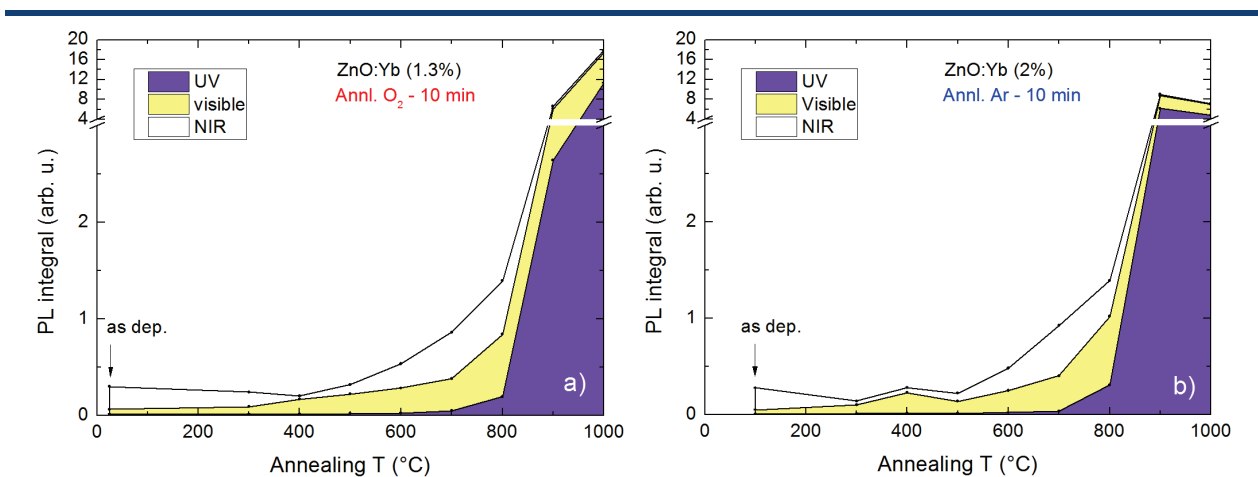 20
16
12
8
4
2
1
0
PL integral (arb. u.)
UV
visible
NIR
ZnO:Yb (1.3%)
Annl. O₂ - 10 min
as dep.
a)
0 200 400 600 800 1000
Annealing T (°C)
20
16
12
8
4
2
1
0
PL integral (arb. u.)
UV
Visible
NIR
ZnO:Yb (2%)
Annl. Ar - 10 min
as dep.
b)
0 200 400 600 800 1000
Annealing T (°C)